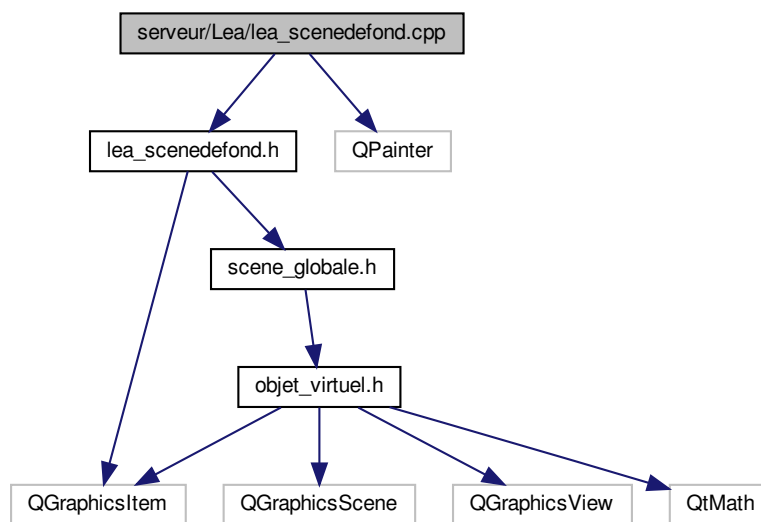 serveur/Lea/lea_scenedefond.cpp
lea_scenedefond.h
QPainter
scene_globale.h
objet_virtuel.h
QGraphicsItem
QGraphicsScene
QGraphicsView
QtMath